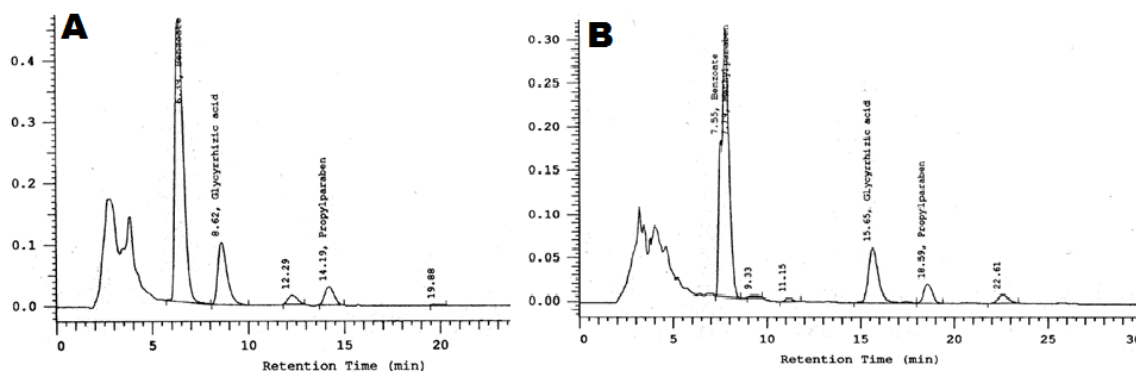 A
6.39, Benzoate
8.62, Glycyrrhizic acid
12.29
14.19, Propylparaben
19.88
0.4
0.3
0.2
0.1
0.0
0 5 10 15 20
Retention Time (min)
B
7.55, Benzoate
Methylparaben
9.33
11.15
15.65, Glycyrrhizic acid
18.59, Propylparaben
22.61
0.30
0.25
0.20
0.15
0.10
0.05
0.00
0 5 10 15 20 25 30
Retention Time (min)